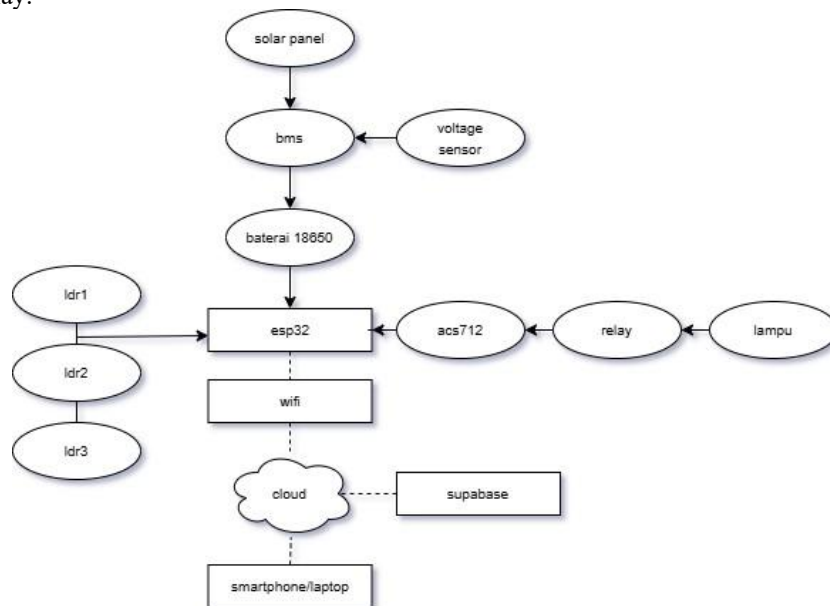 ay.
solar panel
bms
voltage
sensor
baterai 18650
ldr1
esp32
acs712
relay
lampu
ldr2
wifi
ldr3
cloud
supabase
smartphone/laptop